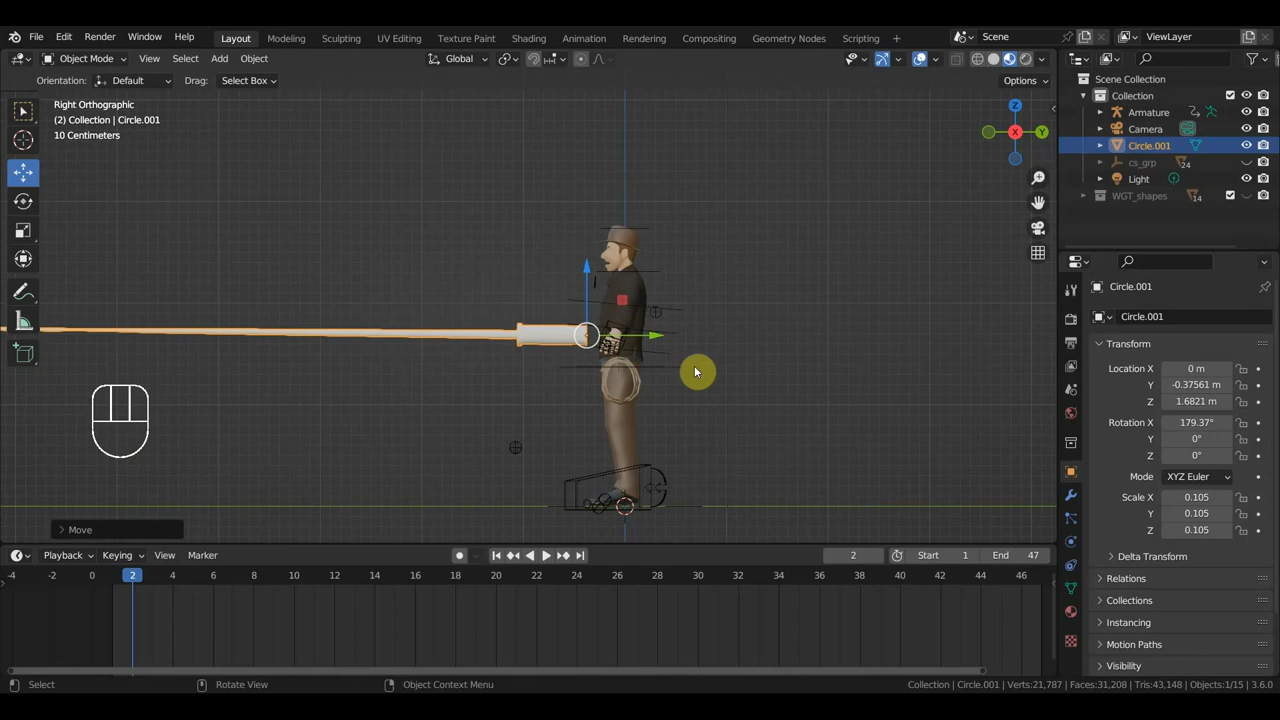 File Edit Render Window Help Layout Modeling Sculpting UV Editing Texture Paint Shading Animation Rendering Compositing Geometry Nodes Scripting + Scene ViewLayer
Object Mode View Select Add Object Global
Orientation: Default Drag: Select Box Options
Right Orthographic
(2) Collection | Circle.001
10 Centimeters
Z
Y
X
Move
Scene Collection
Collection
Armature
Camera
Circle.001
cs_grp 24
Light
WGT_shapes 14
Circle.001
Circle.001
Transform
Location X 0 m
Y -0.37561 m
Z 1.6821 m
Rotation X 179.37°
Y 0°
Z 0°
Mode XYZ Euler
Scale X 0.105
Y 0.105
Z 0.105
Delta Transform
Relations
Collections
Instancing
Motion Paths
Visibility
Playback Keying View Marker 2 Start 1 End 47
-4 -2 0 2 4 6 8 10 12 14 16 18 20 22 24 26 28 30 32 34 36 38 40 42 44 46
Select Rotate View Object Context Menu Collection | Circle.001 | Verts:21,787 | Faces:31,208 | Tris:43,148 | Objects:1/15 | 3.6.0